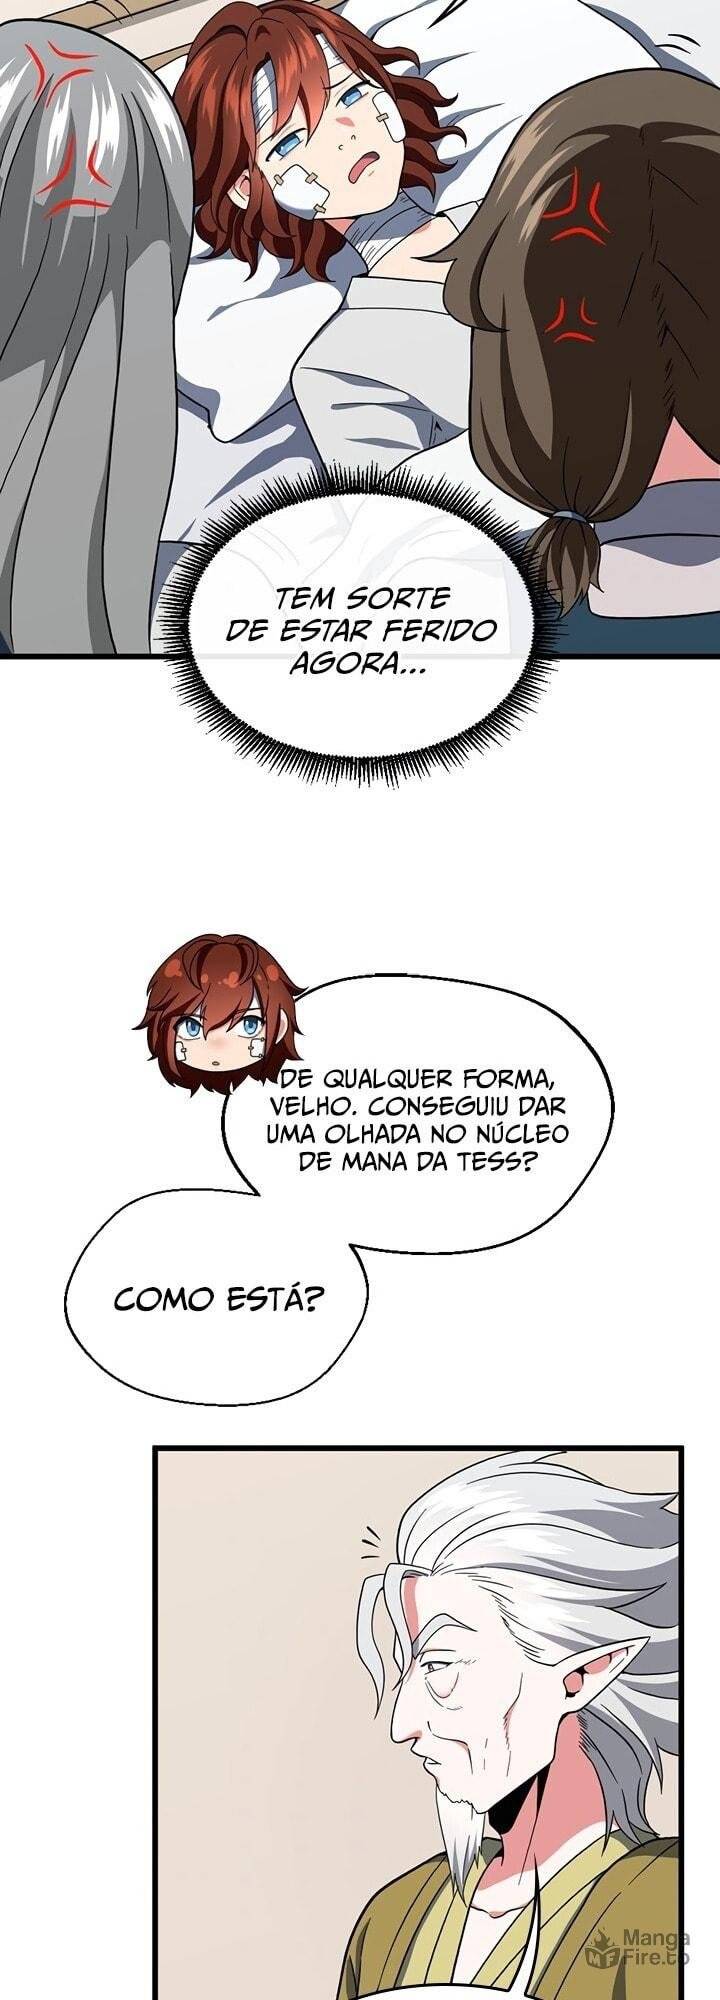 TEM SORTE
DE ESTAR FERIDO
AGORA...
DE QUALQUER FORMA,
VELHO. CONSEGUIU DAR
UMA OLHADA NO NÚCLEO
DE MANA DA TESS?
COMO ESTÁ?
Manga
MF Fire.to